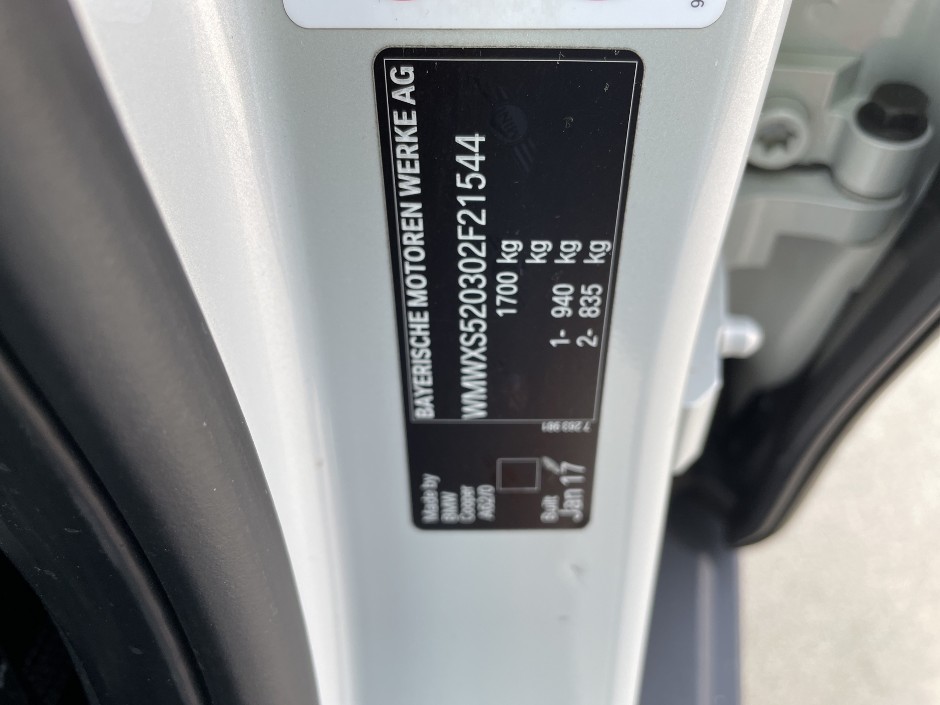 BAYERISCHE MOTOREN WERKE AG
WMWXS520302F21544
1700 kg
kg
1- 940 kg
2- 835 kg
7 263 981
Made by
BMW
Cooper
Built
Jan 17